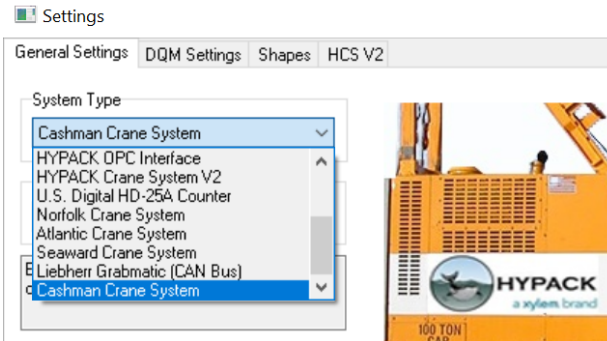 Settings
General Settings DQM Settings Shapes HCS V2
System Type
Cashman Crane System
HYPACK OPC Interface
HYPACK Crane System V2
U.S. Digital HD-25A Counter
Norfolk Crane System
Atlantic Crane System
Seaward Crane System
Liebherr Grabmatic (CAN Bus)
Cashman Crane System
HYPACK
a xylem brand
100 TON
CAP